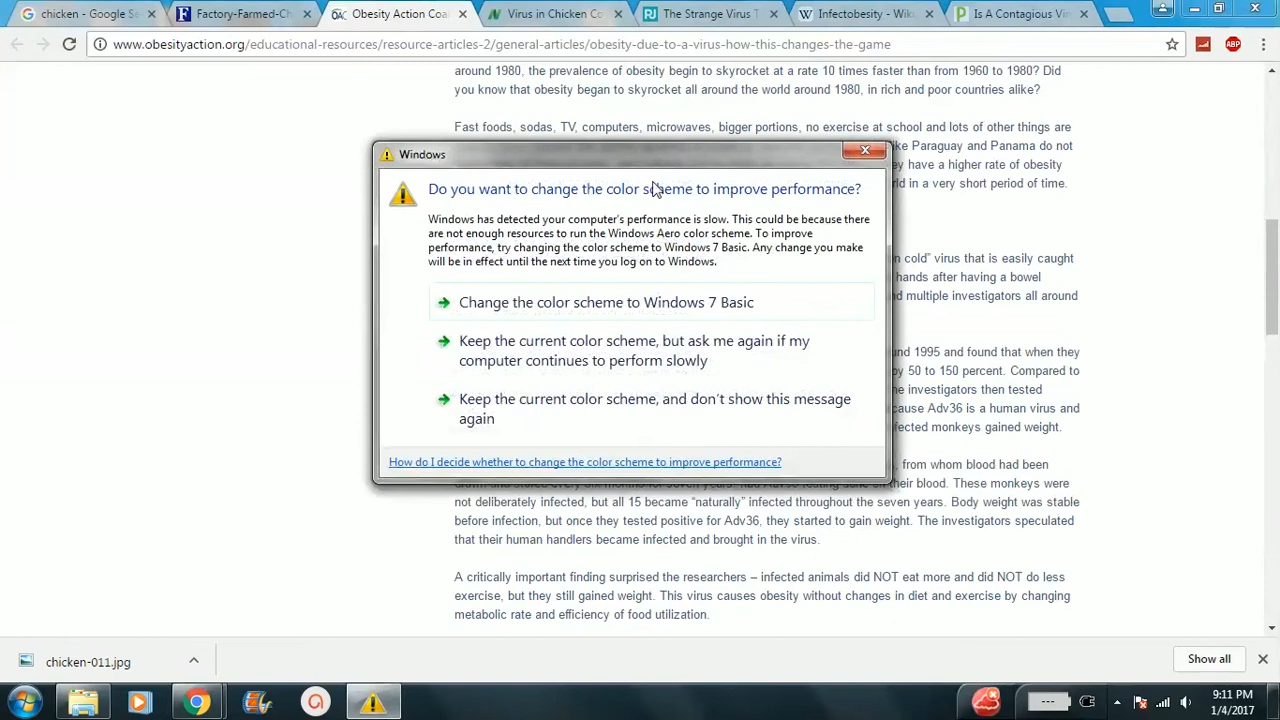 chicken - Google S
Factory-Farmed-Ch
Obesity Action Coa
Virus in Chicken Co
The Strange Virus T
Infectobesity - Wik
Is A Contagious Vir
www.obesityaction.org/educational-resources/resource-articles-2/general-articles/obesity-due-to-a-virus-how-this-changes-the-game
ABP
around 1980, the prevalence of obesity begin to skyrocket at a rate 10 times faster than from 1960 to 1980? Did
you know that obesity began to skyrocket all around the world around 1980, in rich and poor countries alike?
Fast foods, sodas, TV, computers, microwaves, bigger portions, no exercise at school and lots of other things are
ke Paraguay and Panama do not
ey have a higher rate of obesity
rld in a very short period of time.
Windows
Do you want to change the color scheme to improve performance?
Windows has detected your computer's performance is slow. This could be because there
are not enough resources to run the Windows Aero color scheme. To improve
performance, try changing the color scheme to Windows 7 Basic. Any change you make
will be in effect until the next time you log on to Windows.
Change the color scheme to Windows 7 Basic
Keep the current color scheme, but ask me again if my
computer continues to perform slowly
Keep the current color scheme, and don't show this message
again
How do I decide whether to change the color scheme to improve performance?
n cold” virus that is easily caught
hands after having a bowel
nd multiple investigators all around
und 1995 and found that when they
by 50 to 150 percent. Compared to
he investigators then tested
cause Adv36 is a human virus and
nfected monkeys gained weight.
, from whom blood had been
their blood. These monkeys were
not deliberately infected, but all 15 became “naturally” infected throughout the seven years. Body weight was stable
before infection, but once they tested positive for Adv36, they started to gain weight. The investigators speculated
that their human handlers became infected and brought in the virus.
A critically important finding surprised the researchers – infected animals did NOT eat more and did NOT do less
exercise, but they still gained weight. This virus causes obesity without changes in diet and exercise by changing
metabolic rate and efficiency of food utilization.
chicken-011.jpg
Show all
9:11 PM
1/4/2017